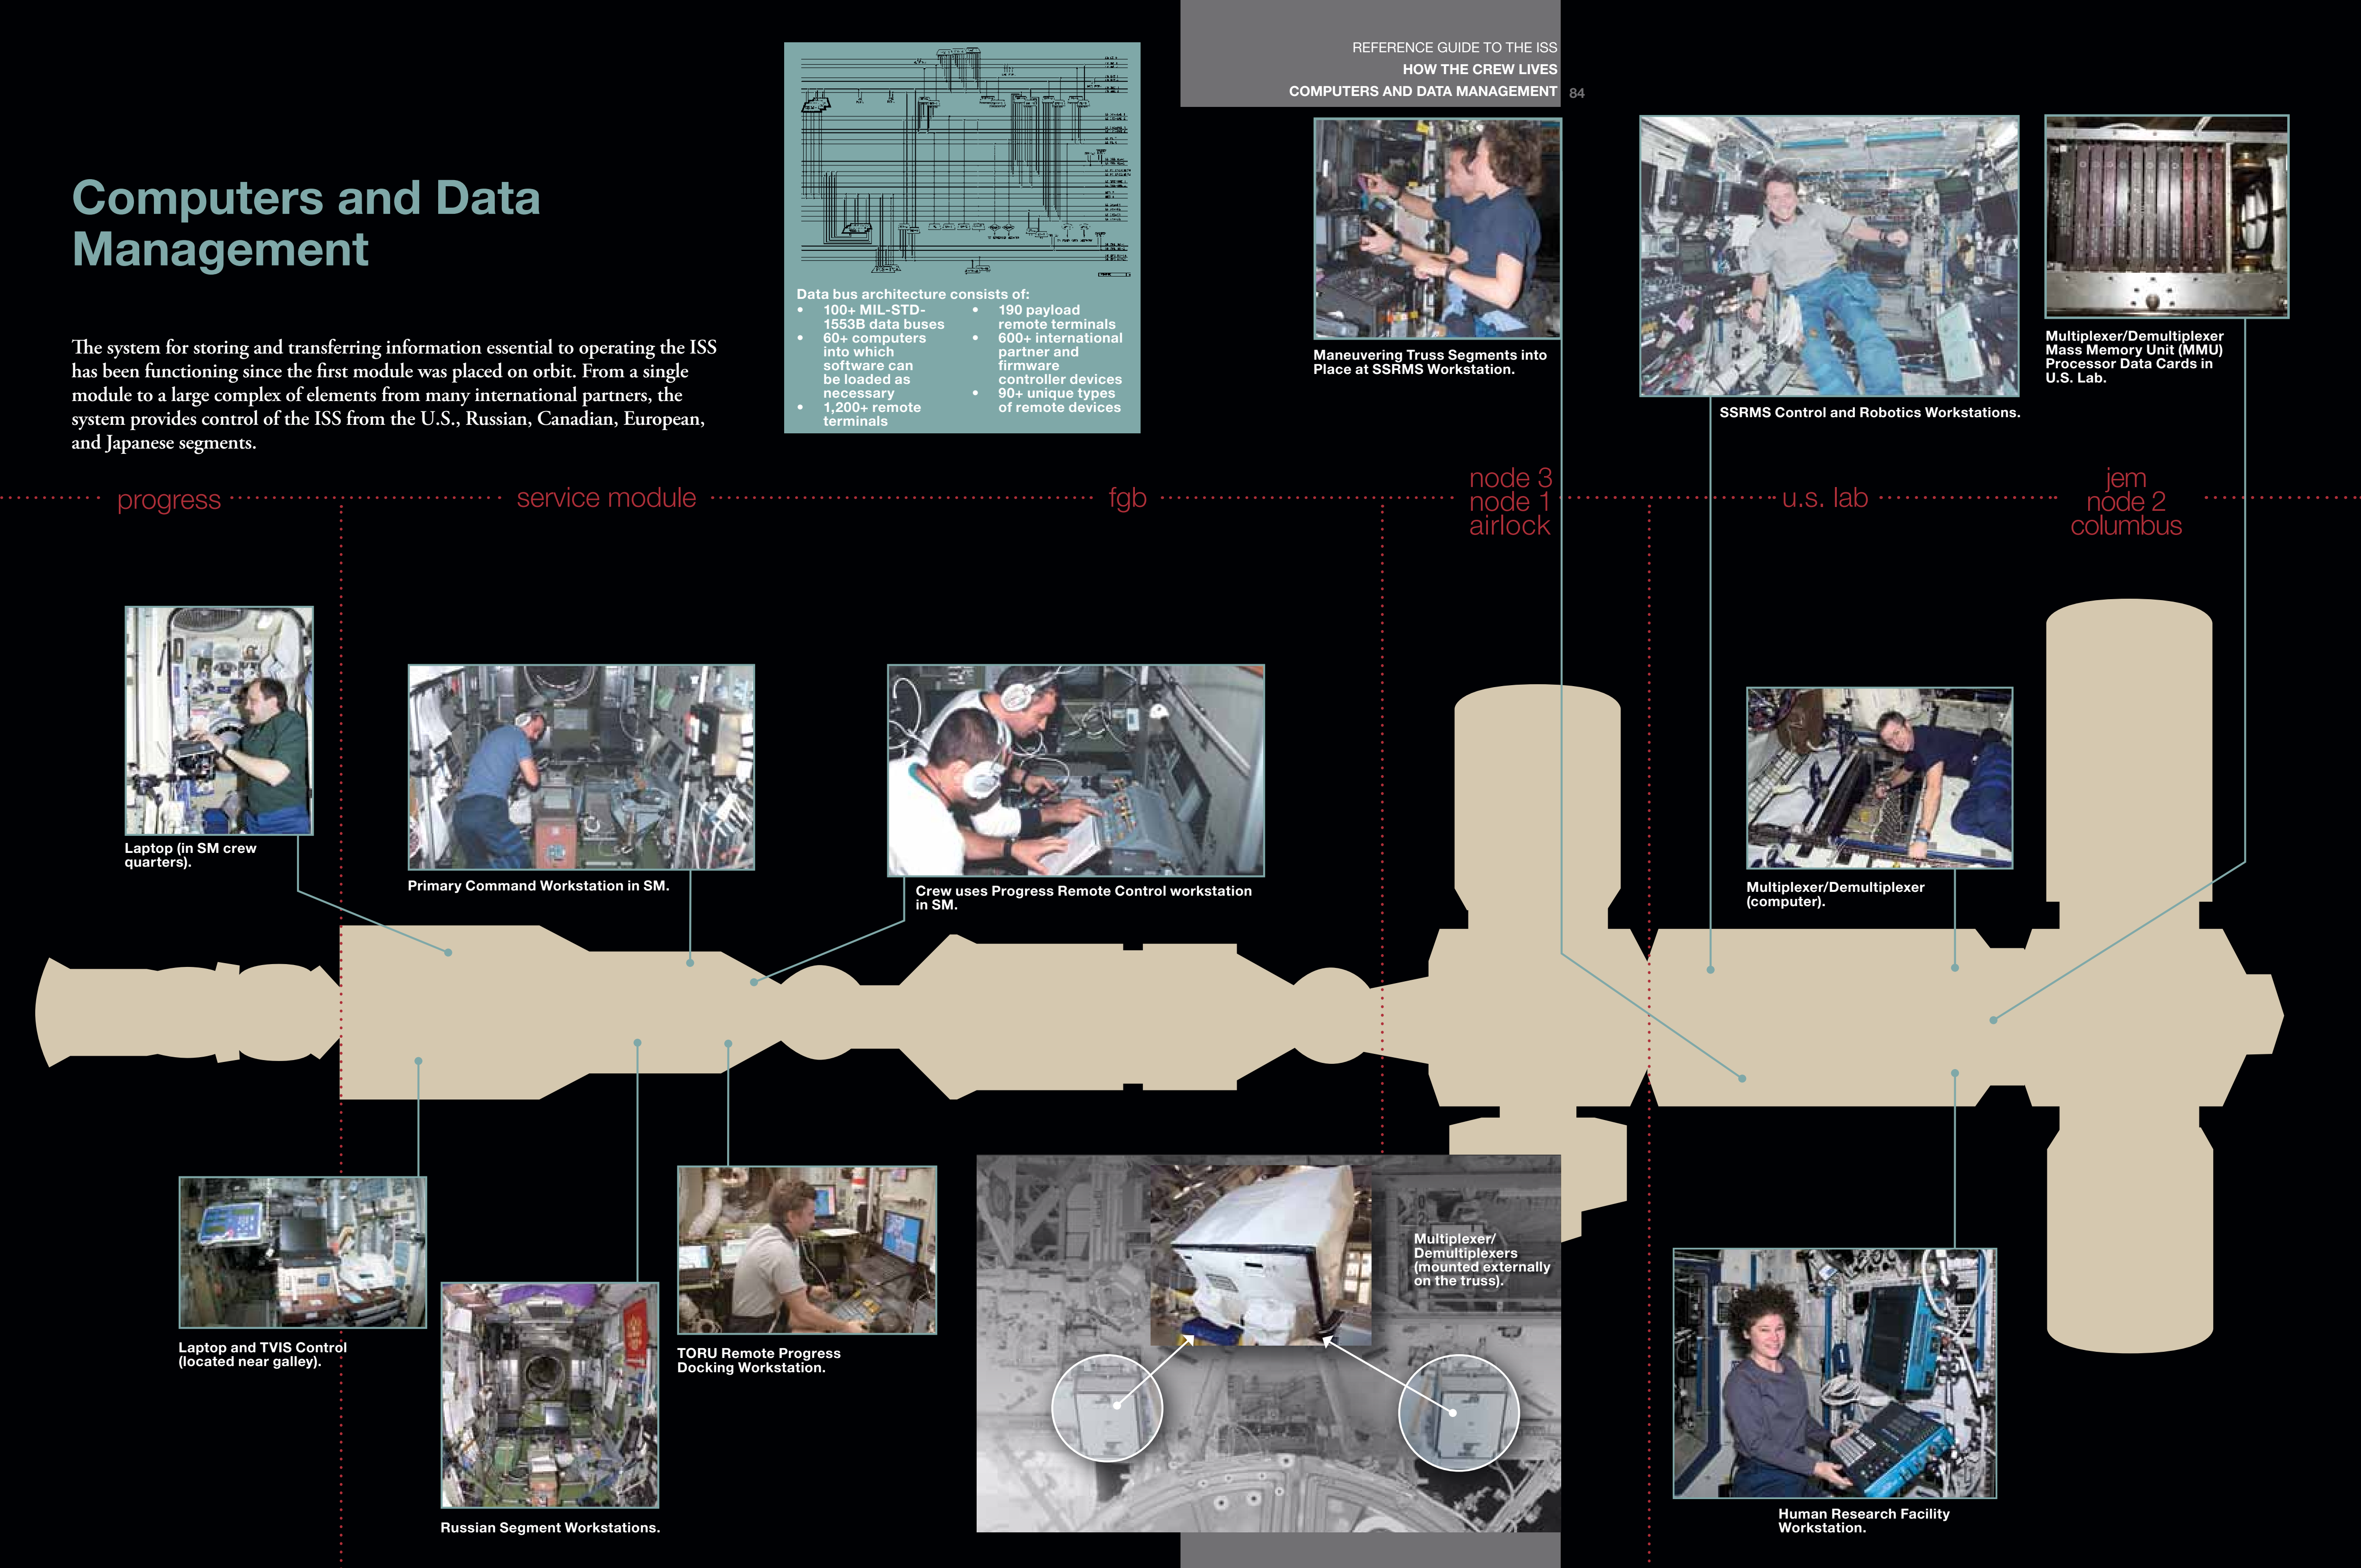 REFERENCE GUIDE TO THE ISS
HOW THE CREW LIVES
COMPUTERS AND DATA MANAGEMENT 84
Computers and Data
Management
The system for storing and transferring information essential to operating the ISS
has been functioning since the first module was placed on orbit. From a single
module to a large complex of elements from many international partners, the
system provides control of the ISS from the U.S., Russian, Canadian, European,
and Japanese segments.
Data bus architecture consists of:
• 100+ MIL-STD-
1553B data buses
• 60+ computers
into which
software can
be loaded as
necessary
• 1,200+ remote
terminals
• 190 payload
remote terminals
• 600+ international
partner and
firmware
controller devices
• 90+ unique types
of remote devices
Maneuvering Truss Segments into
Place at SSRMS Workstation.
SSRMS Control and Robotics Workstations.
Multiplexer/Demultiplexer
Mass Memory Unit (MMU)
Processor Data Cards in
U.S. Lab.
progress
service module
fgb
node 3
node 1
airlock
u.s. lab
jem
node 2
columbus
Laptop (in SM crew
quarters).
Primary Command Workstation in SM.
Crew uses Progress Remote Control workstation
in SM.
Multiplexer/Demultiplexer
(computer).
Laptop and TVIS Control
(located near galley).
Russian Segment Workstations.
TORU Remote Progress
Docking Workstation.
Multiplexer/
Demultiplexers
(mounted externally
on the truss).
Human Research Facility
Workstation.